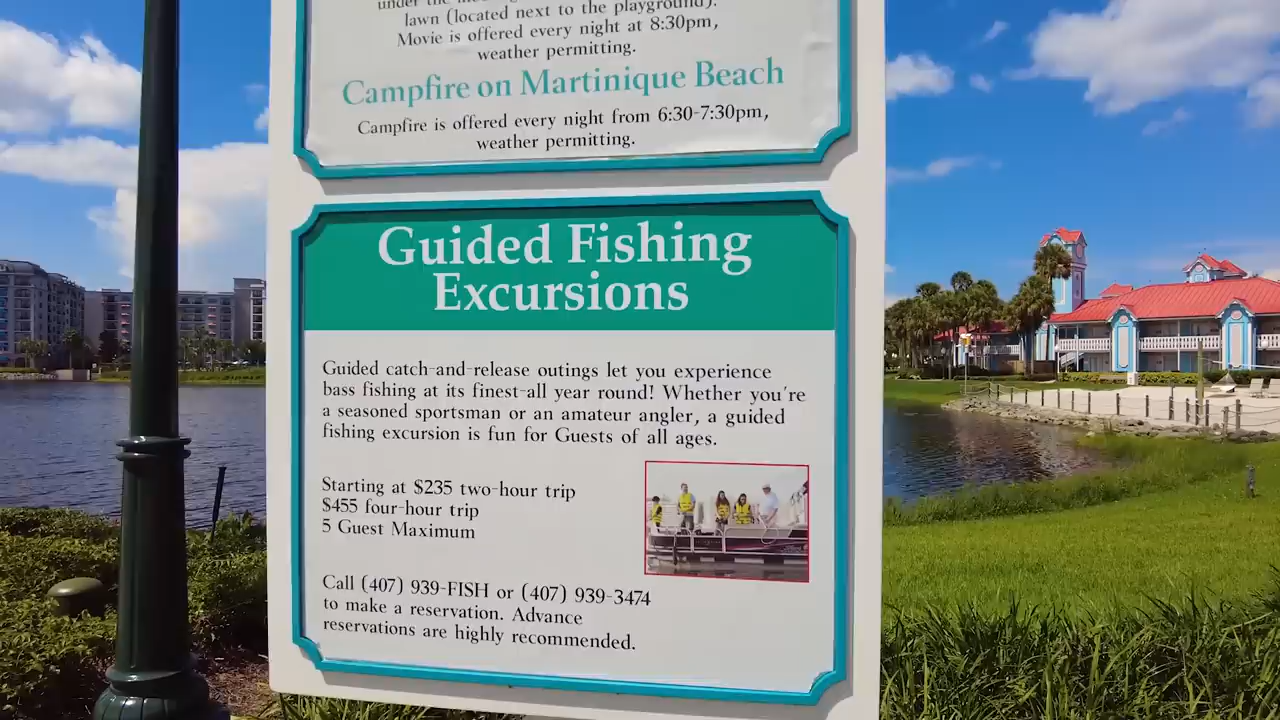 under the
lawn (located next to the playground).
Movie is offered every night at 8:30pm,
weather permitting.
Campfire on Martinique Beach
Campfire is offered every night from 6:30-7:30pm,
weather permitting.
Guided Fishing
Excursions
Guided catch-and-release outings let you experience
bass fishing at its finest-all year round! Whether you're
a seasoned sportsman or an amateur angler, a guided
fishing excursion is fun for Guests of all ages.
Starting at $235 two-hour trip
$455 four-hour trip
5 Guest Maximum
Call (407) 939-FISH or (407) 939-3474
to make a reservation. Advance
reservations are highly recommended.